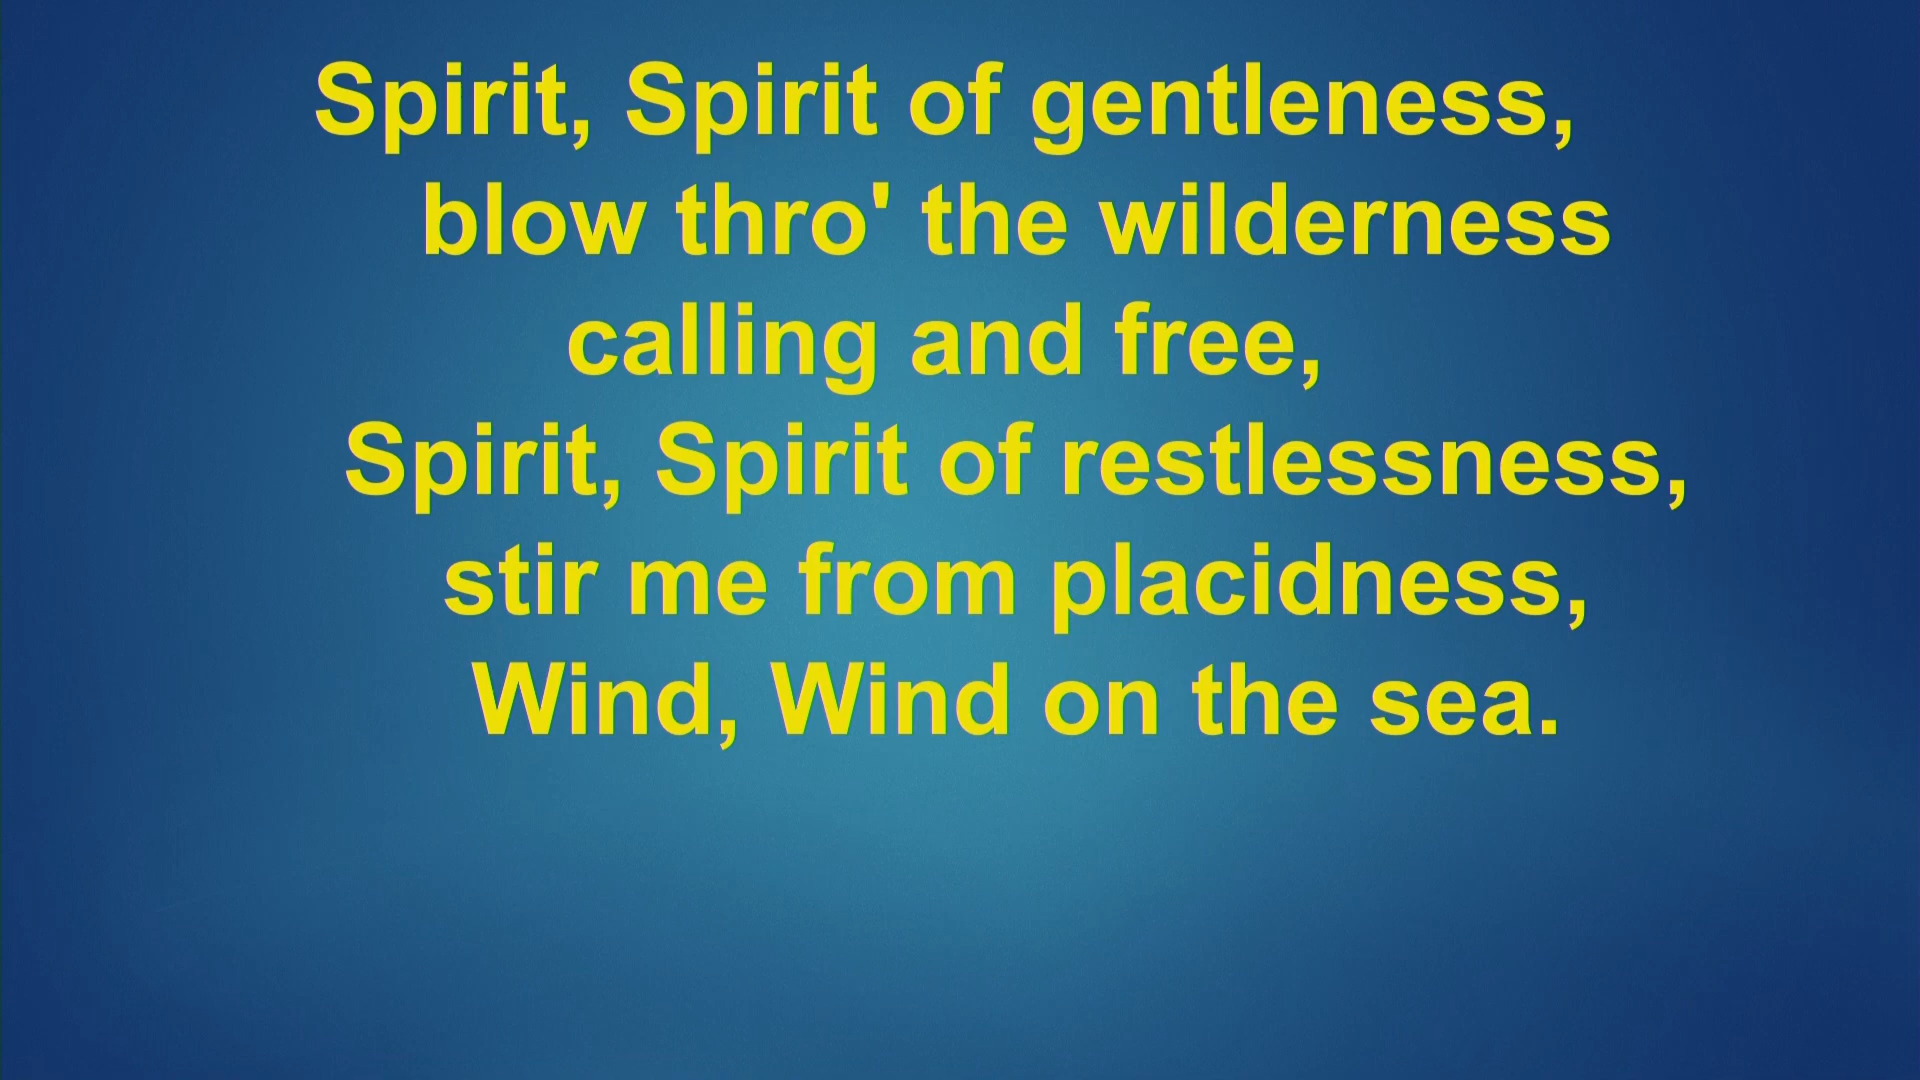 Spirit, Spirit of gentleness,
blow thro' the wilderness
calling and free,
Spirit, Spirit of restlessness,
stir me from placidness,
Wind, Wind on the sea.